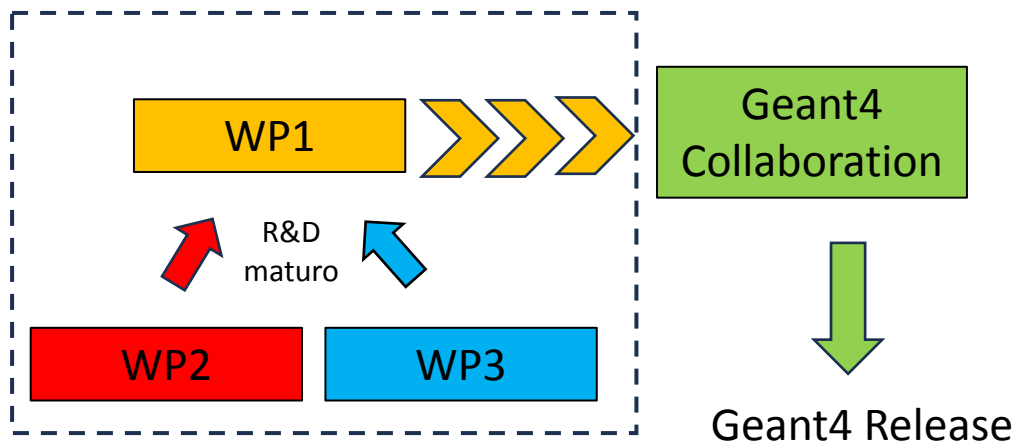 WP1
Geant4
Collaboration
R&D
maturo
WP2
WP3
Geant4 Release